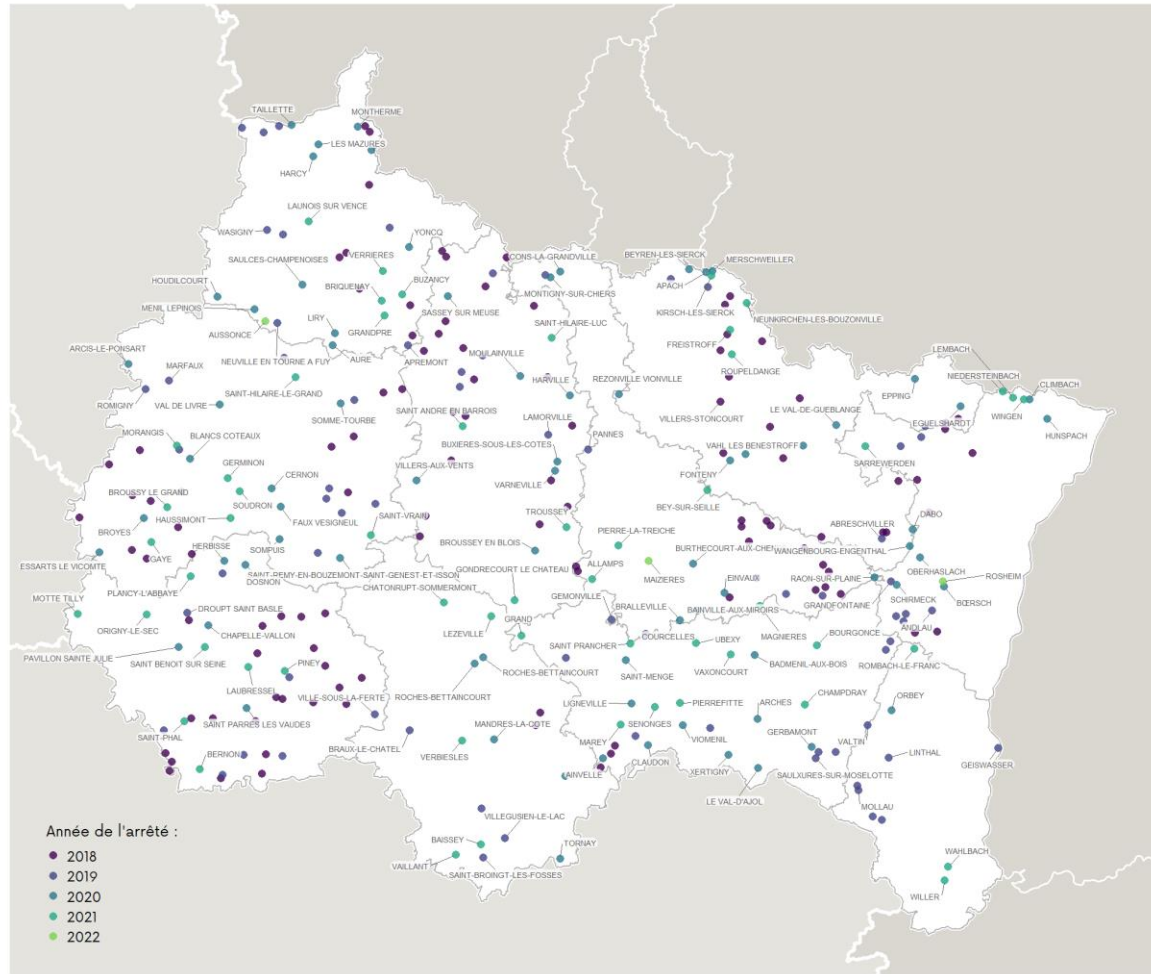 TAILLETTE
MONTHERME
LES MAZURES
HARCY
LAUNOIS SUR VENCE
WASIGNY
YONCQ
CONS-LA-GRANDVILLE
BEYREN-LES-SIERCK
MERSCHWEILLER
SAULCES-CHAMPENOISES
VERRIERES
HOUDILCOURT
BRIQUENAY
BUZANCY
APACH
MONTIGNY-SUR-CHIERS
MENIL LEPINOIS
SASSEY SUR MEUSE
KIRSCH-LES-SIERCK
NEUNKIRCHEN-LES-BOUZONVILLE
LIRY
SAINT-HILAIRE-LUC
AUSSONCE
GRANDPRE
FREISTROFF
ARCIS-LE-PONSART
NEUVILLE EN TOURNE A FUY
AURE
APREMONT
MOULAINVILLE
LEMBACH
MARFAUX
ROUPELDANGE
NIEDERSTEINBACH
CLIMBACH
HARVILLE
REZONVILLE VIONVILLE
EPPING
ROMIGNY
SAINT-HILAIRE-LE-GRAND
WINGEN
VAL DE LIVRE
SAINT ANDRE EN BARROIS
LAMORVILLE
VILLERS-STONCOURT
LE VAL-DE-GUEBLANGE
EGUELSHARDT
SOMME-TOURBE
HUNSPACH
MORANGIS
BLANCS COTEAUX
BUXIERES-SOUS-LES-COTES
PANNES
VAHL LES BENESTROFF
GERMINON
VILLERS-AUX-VENTS
SARREWERDEN
CERNON
FONTENY
VARNEVILLE
BROUSSY LE GRAND
SOUDRON
BEY-SUR-SEILLE
HAUSSIMONT
FAUX VESIGNEUL
SAINT-VRAIN
TROUSSEY
BROYES
PIERRE-LA-TREICHE
ABRESCHVILLER
DABO
HERBISSE
BROUSSEY EN BLOIS
BURTHECOURT-AUX-CHEN
WANGENBOURG-ENGENTHAL
GAYE
SOMPUIS
ESSARTS LE VICOMTE
GONDRECOURT LE CHATEAU
ALLAMPS
OBERHASLACH
SAINT-REMY-EN-BOUZEMONT-SAINT-GENEST-ET-ISSON
MAIZIERES
EINVAUX
RAON-SUR-PLAINE
ROSHEIM
DOSNON
CHATONRUPT-SOMMERMONT
MOTTE TILLY
PLANCY-L'ABBAYE
GEMONVILLE
SCHIRMECK
BRALLEVILLE
GRANDFONTAINE
BŒRSCH
DROUPT SAINT BASLE
BAINVILLE-AUX-MIROIRS
ORIGNY-LE-SEC
GRAND
ANDLAU
LEZEVILLE
COURCELLES
UBEXY
MAGNIERES
BOURGONCE
CHAPELLE-VALLON
SAINT PRANCHER
PAVILLON SAINTE JULIE
SAINT BENOIT SUR SEINE
ROCHES-BETTAINCOURT
VAXONCOURT
ROMBACH-LE-FRANC
BADMENIL-AUX-BOIS
PINEY
SAINT-MENGE
LAUBRESSEL
ROCHES-BETTAINCOURT
CHAMPDRAY
ORBEY
VILLE-SOUS-LA-FERTE
LIGNEVILLE
PIERREFITTE
ARCHES
SAINT PARRES LES VAUDES
MANDRES-LA-COTE
SENONGES
SAINT-PHAL
VIOMENIL
GERBAMONT
VALTIN
BRAUX-LE-CHATEL
MAREY
BERNON
VERBIESLES
LINTHAL
CLAUDON
GEISWASSER
XERTIGNY
SAULXURES-SUR-MOSELOTTE
AINVELLE
LE VAL-D'AJOL
MOLLAU
VILLEGUSIEN-LE-LAC
BAISSEY
TORNAY
VAILLANT
SAINT-BROINGT-LES-FOSSES
WAHLBACH
WILLER
Année de l'arrêté :
2018
2019
2020
2021
2022